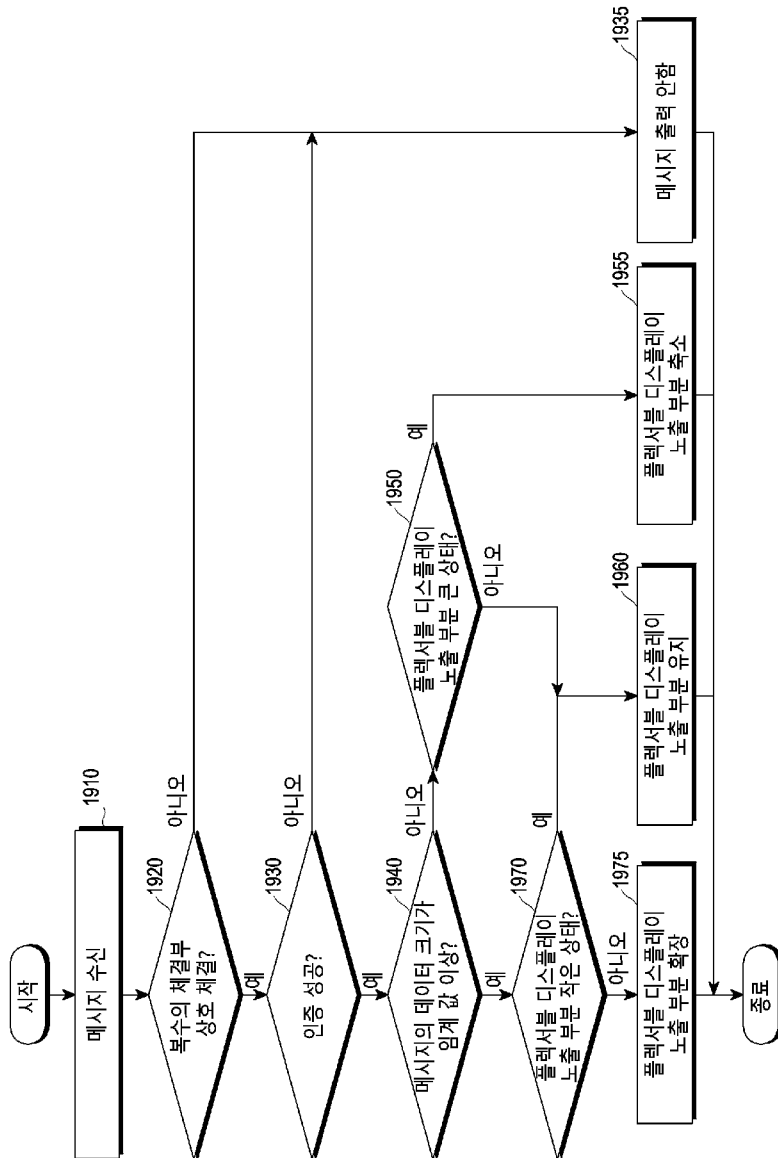 시작
메시지 수신
1910
복수의 체결부
상호 체결?
1920
아니오
예
인증 성공?
1930
아니오
예
메시지의 데이터 크기가
임계 값 이상?
1940
아니오
예
플렉서블 디스플레이
노출 부분 큰 상태?
1950
예
아니오
플렉서블 디스플레이
노출 부분 작은 상태?
1970
예
아니오
플렉서블 디스플레이
노출 부분 확장
1975
플렉서블 디스플레이
노출 부분 유지
1960
플렉서블 디스플레이
노출 부분 축소
1955
메시지 출력 안함
1935
종료